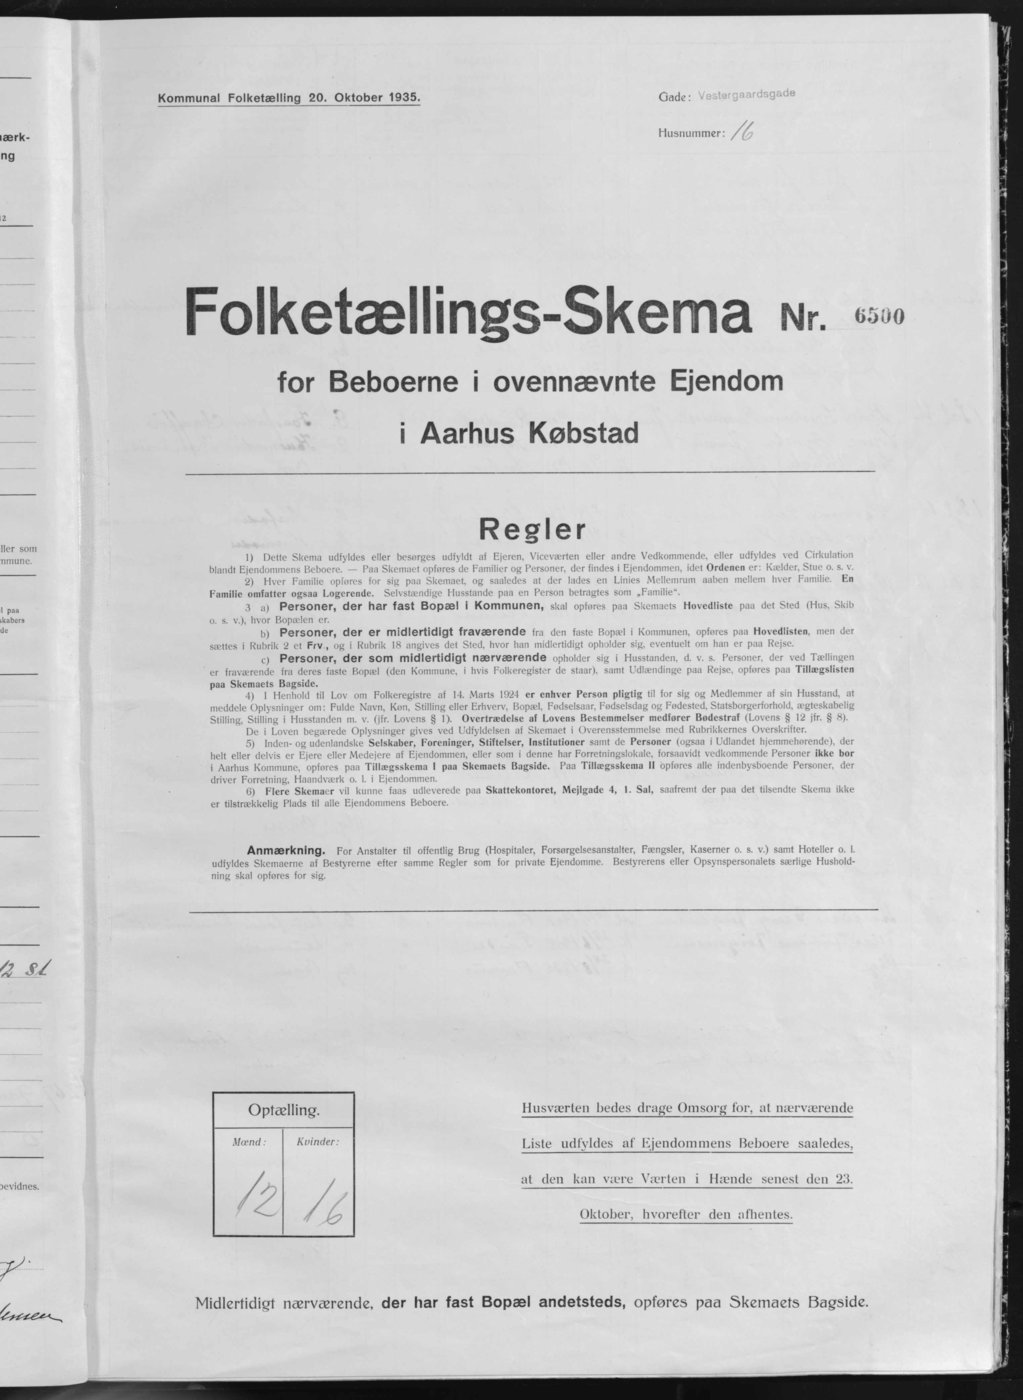 Kommunal Folketælling 20. Oktober 1935.
Gade: Vestergaardsgade
Husnummer: 16
Folketællings-Skema Nr. 6500
for Beboerne i ovennævnte Ejendom
i Aarhus Købstad
Regler
1) Dette Skema udfyldes eller besørges udfyldt af Ejeren, Viceværten eller andre Vedkommende, eller udfyldes ved Cirkulation
blandt Ejendommens Beboere. — Paa Skemaet opføres de Familier og Personer, der findes i Ejendommen, idet Ordenen er: Kælder, Stue o. s. v.
2) Hver Familie opføres for sig paa Skemaet, og saaledes at der lades en Linies Mellemrum aaben mellem hver Familie. En
Familie omfatter ogsaa Logerende. Selvstændige Husstande paa en Person betragtes som „Familie“.
3 a) Personer, der har fast Bopæl i Kommunen, skal opføres paa Skemaets Hovedliste paa det Sted (Hus, Skib
o. s. v.), hvor Bopælen er.
b) Personer, der er midlertidigt fraværende fra den faste Bopæl i Kommunen, opføres paa Hovedlisten, men der
sættes i Rubrik 2 et Frv., og i Rubrik 18 angives det Sted, hvor han midlertidigt opholder sig, eventuelt om han er paa Rejse.
c) Personer, der som midlertidigt nærværende opholder sig i Husstanden, d. v. s. Personer, der ved Tællingen
er fraværende fra deres faste Bopæl (den Kommune, i hvis Folkeregister de staar), samt Udlændinge paa Rejse, opføres paa Tillægslisten
paa Skemaets Bagside.
4) I Henhold til Lov om Folkeregistre af 14. Marts 1924 er enhver Person pligtig til for sig og Medlemmer af sin Husstand, at
meddele Oplysninger om: Fulde Navn, Køn, Stilling eller Erhverv, Bopæl, Fødselsaar, Fødselsdag og Fødested, Statsborgerforhold, ægteskabelig
Stilling, Stilling i Husstanden m. v. (jfr. Lovens § 1). Overtrædelse af Lovens Bestemmelser medfører Bødestraf (Lovens § 12 jfr. § 8).
De i Loven begærede Oplysninger gives ved Udfyldelsen af Skemaet i Overensstemmelse med Rubrikkernes Overskrifter.
5) Inden- og udenlandske Selskaber, Foreninger, Stiftelser, Institutioner samt de Personer (ogsaa i Udlandet hjemmehørende), der
helt eller delvis er Ejere eller Medejere af Ejendommen, eller som i denne har Forretningslokale, forsaavidt vedkommende Personer ikke bor
i Aarhus Kommune, opføres paa Tillægsskema I paa Skemaets Bagside. Paa Tillægsskema II opføres alle indenbysboende Personer, der
driver Forretning, Haandværk o. l. i Ejendommen.
6) Flere Skemaer vil kunne faas udleverede paa Skattekontoret, Mejlgade 4, 1. Sal, saafremt der paa det tilsendte Skema ikke
er tilstrækkelig Plads til alle Ejendommens Beboere.
Anmærkning. For Anstalter til offentlig Brug (Hospitaler, Forsørgelsesanstalter, Fængsler, Kaserner o. s. v.) samt Hoteller o. l.
udfyldes Skemaerne af Bestyrerne efter samme Regler som for private Ejendomme. Bestyrerens eller Opsynspersonalets særlige Hushold-
ning skal opføres for sig.
Optælling.
Mænd: Kvinder:
12 16
Husværten bedes drage Omsorg for, at nærværende
Liste udfyldes af Ejendommens Beboere saaledes,
at den kan være Værten i Hænde senest den 23.
Oktober, hvorefter den afhentes.
Midlertidigt nærværende, der har fast Bopæl andetsteds, opføres paa Skemaets Bagside.